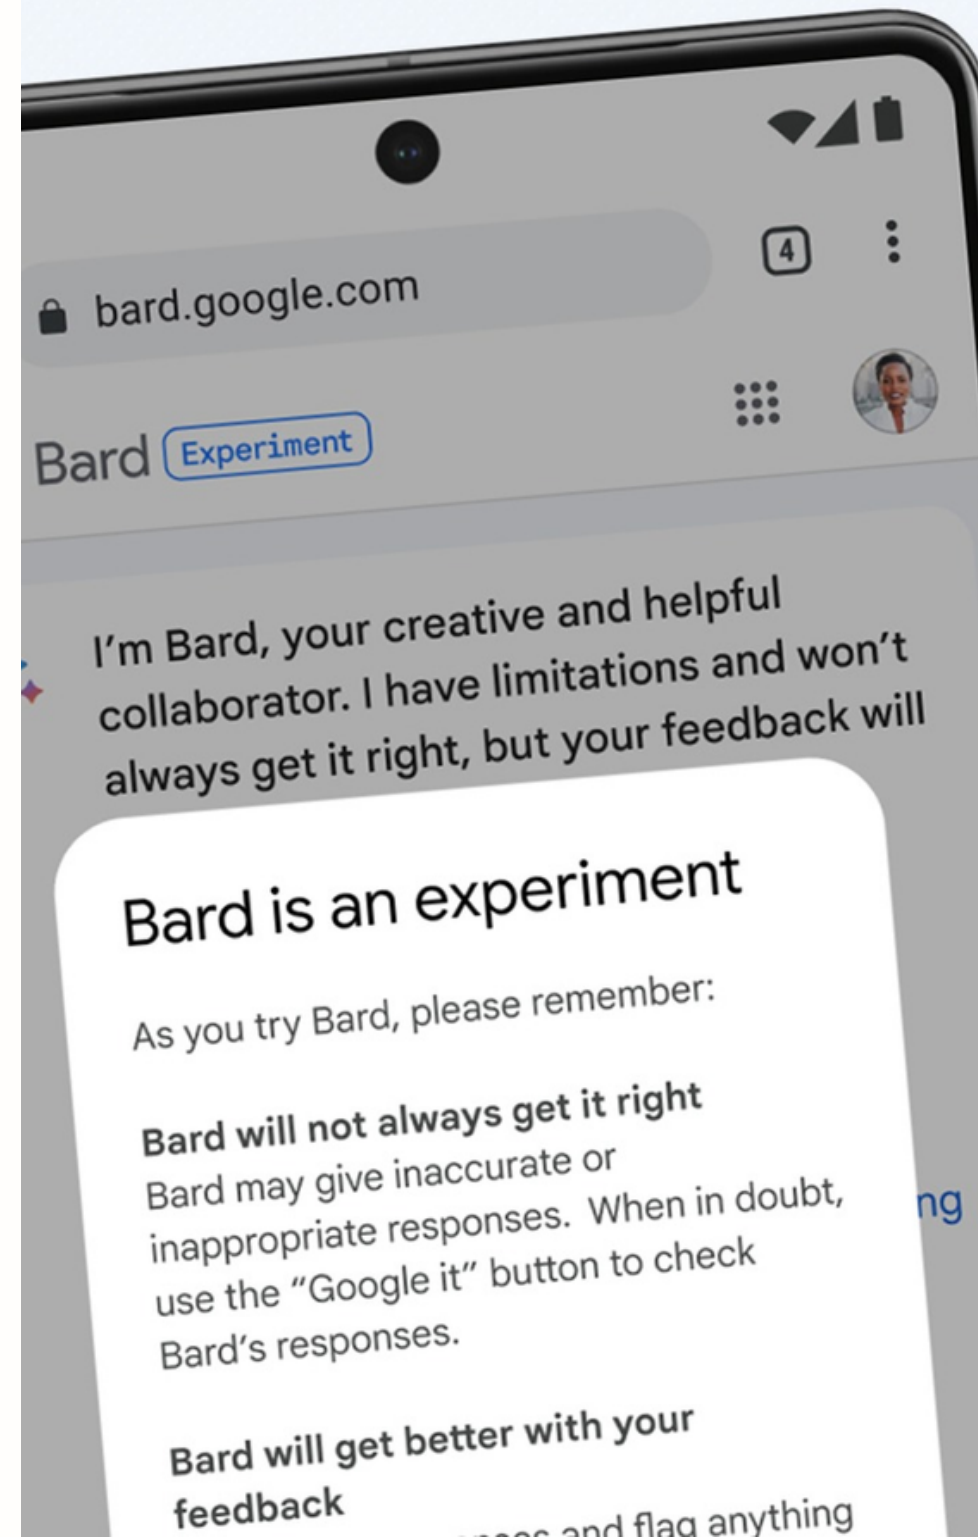 4
bard.google.com
Bard Experiment
I'm Bard, your creative and helpful
collaborator. I have limitations and won't
always get it right, but your feedback will
Bard is an experiment
As you try Bard, please remember:
Bard will not always get it right
Bard may give inaccurate or
inappropriate responses. When in doubt,
use the “Google it” button to check
Bard's responses.
ng
Bard will get better with your
feedback
and flag anything